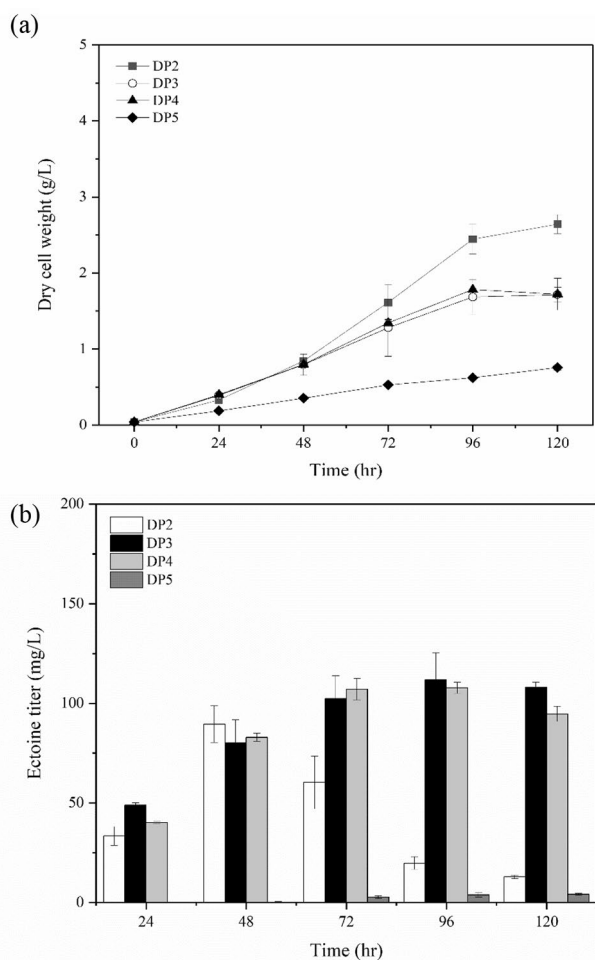 (a)
5
4
3
2
1
0
Dry cell weight (g/L)
DP2
DP3
DP4
DP5
0 24 48 72 96 120
Time (hr)
(b)
200
150
100
50
0
Ectoine titer (mg/L)
DP2
DP3
DP4
DP5
24 48 72 96 120
Time (hr)